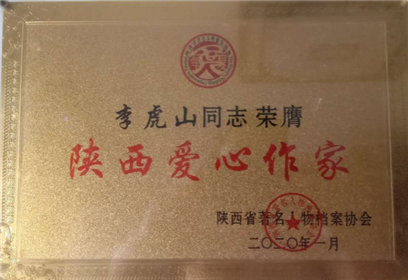 李虎山同志 荣膺
陕西爱心作家
陕西省著名人物档案协会
二〇二〇年一月